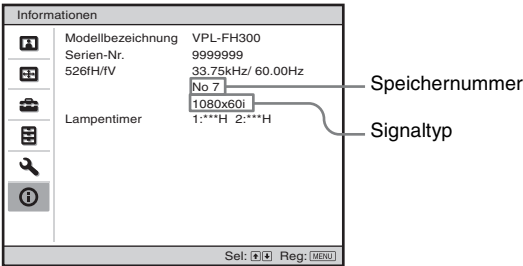 Informationen
Modellbezeichnung VPL-FH300
Serien-Nr. 9999999
526fH/fV 33.75kHz/ 60.00Hz
No 7
Speichernummer
1080x60i
Signaltyp
Lampentimer 1:***H 2:***H
Sel: Reg: MENU